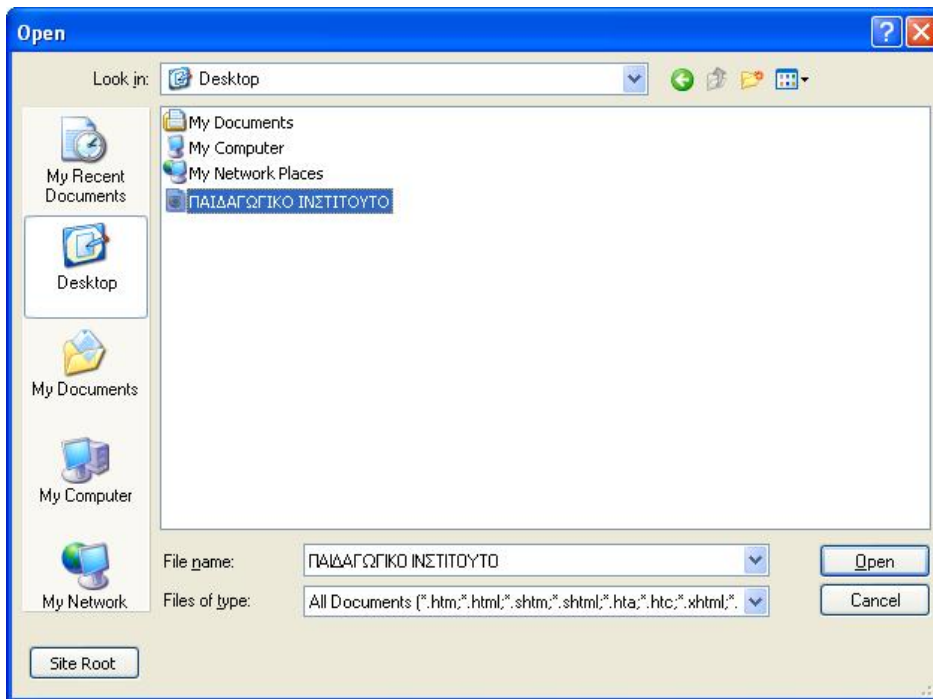 Open
Look in:
Desktop
My Documents
My Computer
My Network Places
ΠΑΙΔΑΓΩΓΙΚΟ ΙΝΣΤΙΤΟΥΤΟ
My Recent
Documents
Desktop
My Documents
My Computer
My Network
File name:
ΠΑΙΔΑΓΩΓΙΚΟ ΙΝΣΤΙΤΟΥΤΟ
Open
Files of type:
All Documents (*.htm;*.html;*.shtm;*.shtml;*.hta;*.htc;*.xhtml;*.
Cancel
Site Root